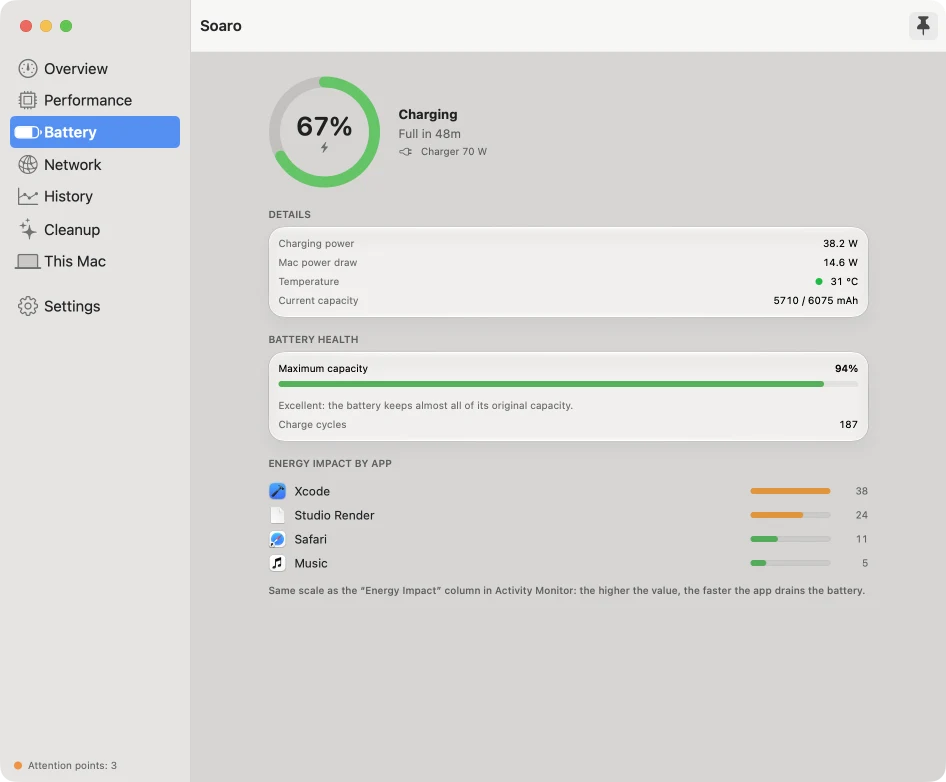 Soaro
Overview
Performance
Battery
Network
History
Cleanup
This Mac
Settings
Attention points: 3
67%
Charging
Full in 48m
Charger 70 W
DETAILS
Charging power 38.2 W
Mac power draw 14.6 W
Temperature 31 °C
Current capacity 5710 / 6075 mAh
BATTERY HEALTH
Maximum capacity 94%
Excellent: the battery keeps almost all of its original capacity.
Charge cycles 187
ENERGY IMPACT BY APP
Xcode 38
Studio Render 24
Safari 11
Music 5
Same scale as the “Energy Impact” column in Activity Monitor: the higher the value, the faster the app drains the battery.